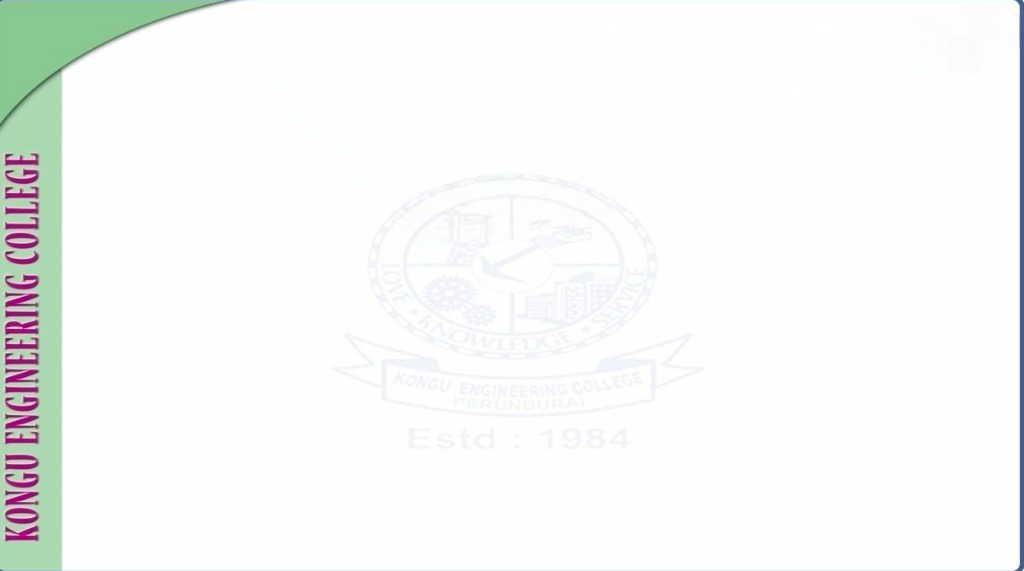 KONGU ENGINEERING COLLEGE
LOVE * KNOWLEDGE * SERVICE
KONGU ENGINEERING COLLEGE
PERUNDURAI
Estd : 1984